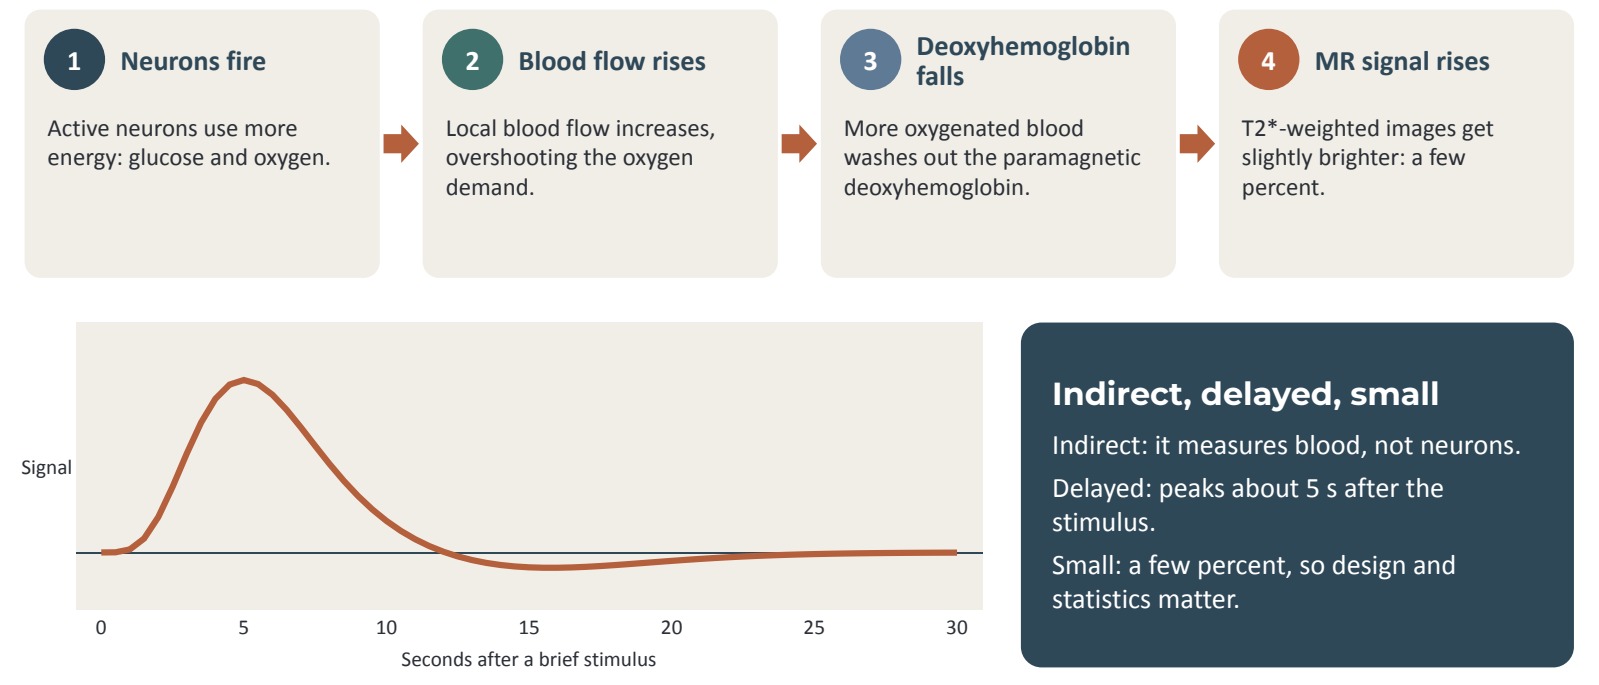 1 Neurons fire
Active neurons use more
energy: glucose and oxygen.
2 Blood flow rises
Local blood flow increases,
overshooting the oxygen
demand.
3 Deoxyhemoglobin
falls
More oxygenated blood
washes out the paramagnetic
deoxyhemoglobin.
4 MR signal rises
T2*-weighted images get
slightly brighter: a few
percent.
Signal
0 5 10 15 20 25 30
Seconds after a brief stimulus
Indirect, delayed, small
Indirect: it measures blood, not neurons.
Delayed: peaks about 5 s after the
stimulus.
Small: a few percent, so design and
statistics matter.